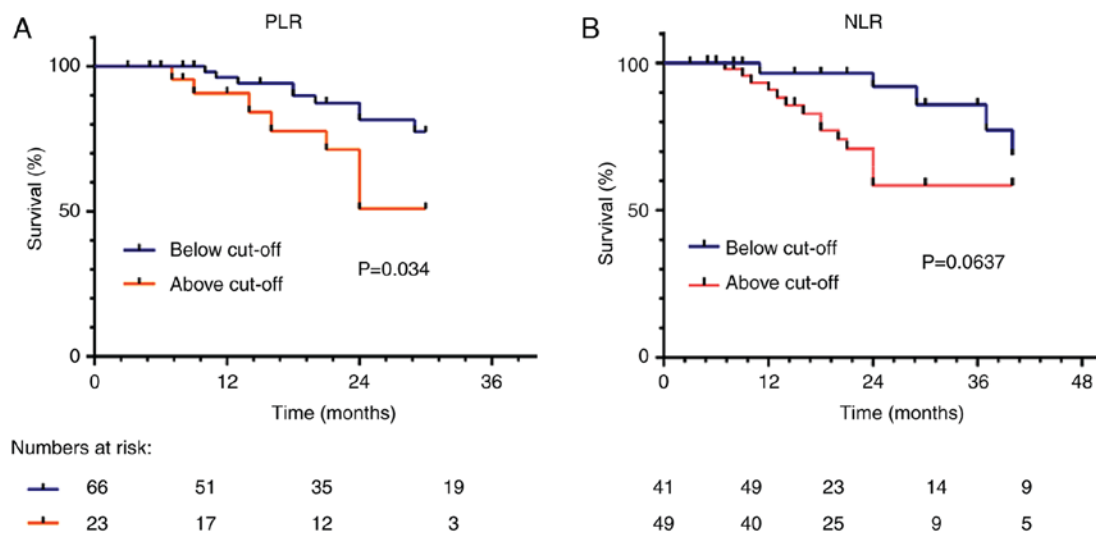 A
PLR
100
50
0
Survival (%)
Below cut-off
Above cut-off
P=0.034
0 12 24 36
Time (months)
B
NLR
100
50
0
Survival (%)
Below cut-off
Above cut-off
P=0.0637
0 12 24 36 48
Time (months)
Numbers at risk:
66 51 35 19 41 49 23 14 9
23 17 12 3 49 40 25 9 5